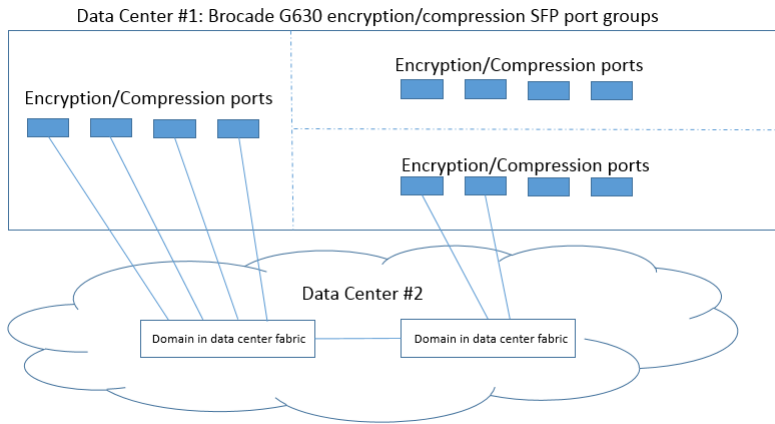 Data Center #1: Brocade G630 encryption/compression SFP port groups
Encryption/Compression ports
Encryption/Compression ports
Encryption/Compression ports
Data Center #2
Domain in data center fabric
Domain in data center fabric